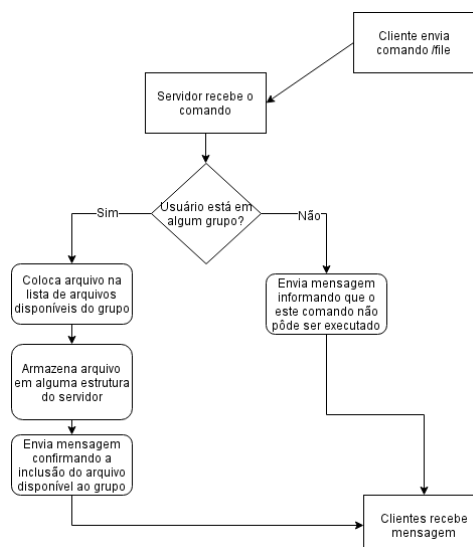 Cliente envia
comando /file
Servidor recebe o
comando
Usuário está em
algum grupo?
Sim
Não
Coloca arquivo na
lista de arquivos
disponíveis do grupo
Envia mensagem
informando que o
este comando não
pôde ser executado
Armazena arquivo
em alguma estrutura
do servidor
Envia mensagem
confirmando a
inclusão do arquivo
disponível ao grupo
Clientes recebe
mensagem